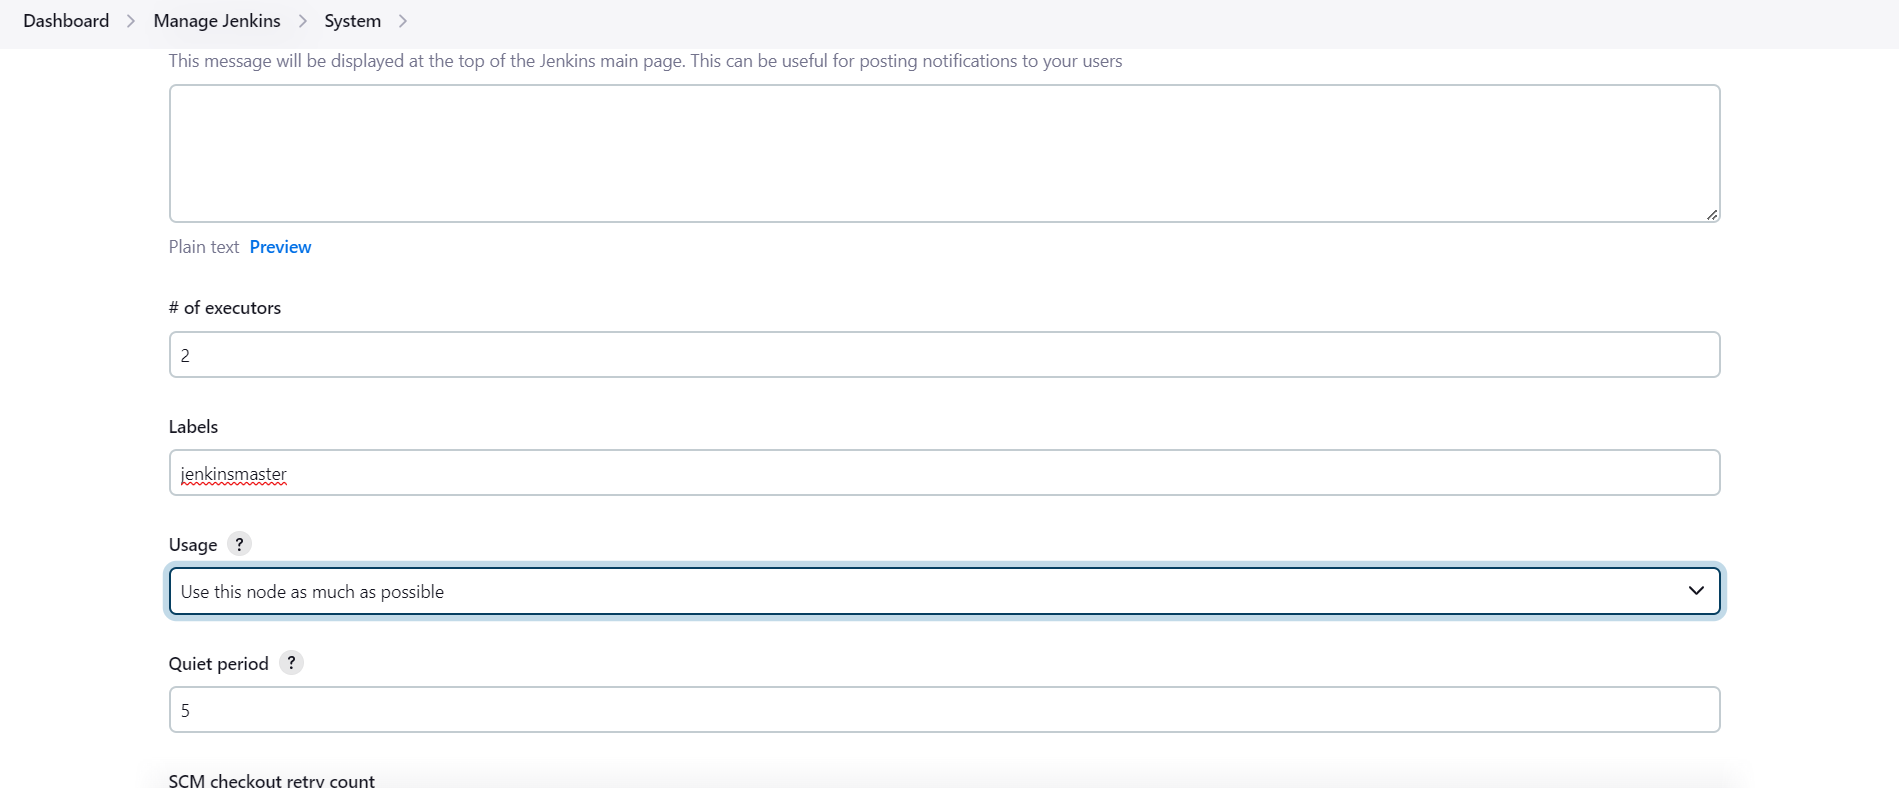 Dashboard > Manage Jenkins > System >
This message will be displayed at the top of the Jenkins main page. This can be useful for posting notifications to your users
Plain text Preview
# of executors
2
Labels
jenkinsmaster
Usage ?
Use this node as much as possible
Quiet period ?
5
SCM checkout retry count